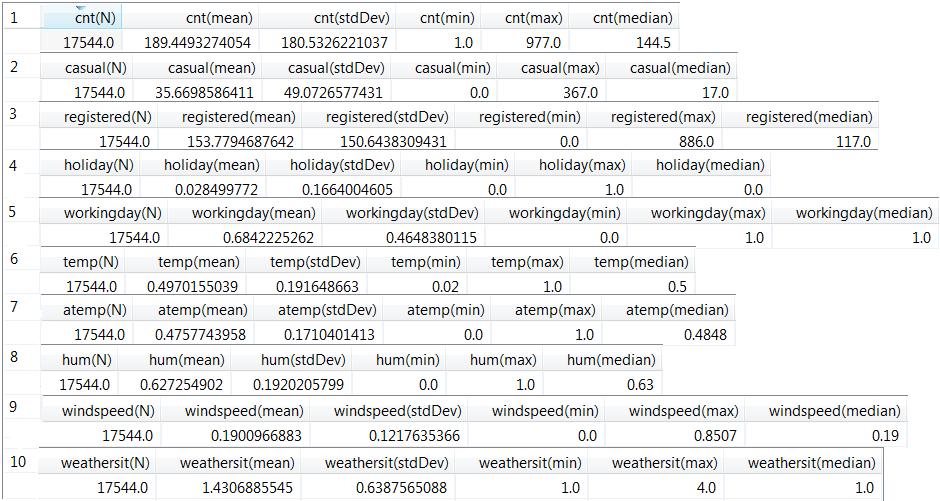 1 cnt(N) cnt(mean) cnt(stdDev) cnt(min) cnt(max) cnt(median)
17544.0 189.4493274054 180.5326221037 1.0 977.0 144.5
2 casual(N) casual(mean) casual(stdDev) casual(min) casual(max) casual(median)
17544.0 35.6698586411 49.0726577431 0.0 367.0 17.0
3 registered(N) registered(mean) registered(stdDev) registered(min) registered(max) registered(median)
17544.0 153.7794687642 150.6438309431 0.0 886.0 117.0
4 holiday(N) holiday(mean) holiday(stdDev) holiday(min) holiday(max) holiday(median)
17544.0 0.028499772 0.1664004605 0.0 1.0 0.0
5 workingday(N) workingday(mean) workingday(stdDev) workingday(min) workingday(max) workingday(median)
17544.0 0.6842225262 0.4648380115 0.0 1.0 1.0
6 temp(N) temp(mean) temp(stdDev) temp(min) temp(max) temp(median)
17544.0 0.4970155039 0.191648663 0.02 1.0 0.5
7 atemp(N) atemp(mean) atemp(stdDev) atemp(min) atemp(max) atemp(median)
17544.0 0.4757743958 0.1710401413 0.0 1.0 0.4848
8 hum(N) hum(mean) hum(stdDev) hum(min) hum(max) hum(median)
17544.0 0.627254902 0.1920205799 0.0 1.0 0.63
9 windspeed(N) windspeed(mean) windspeed(stdDev) windspeed(min) windspeed(max) windspeed(median)
17544.0 0.1900966883 0.1217635366 0.0 0.8507 0.19
10 weathersit(N) weathersit(mean) weathersit(stdDev) weathersit(min) weathersit(max) weathersit(median)
17544.0 1.4306885545 0.6387565088 1.0 4.0 1.0